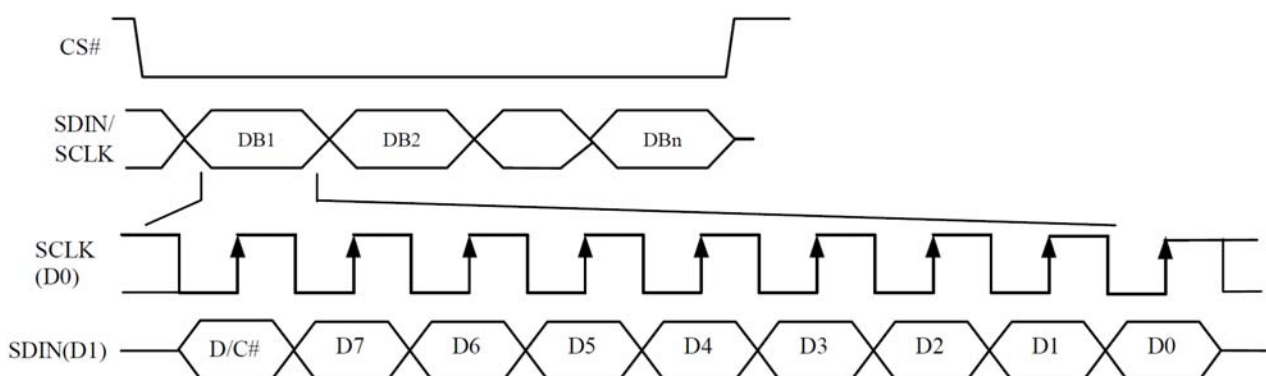 CS#
SDIN/
SCLK
DB1 DB2 DBn
SCLK
(D0)
SDIN(D1) D/C# D7 D6 D5 D4 D3 D2 D1 D0